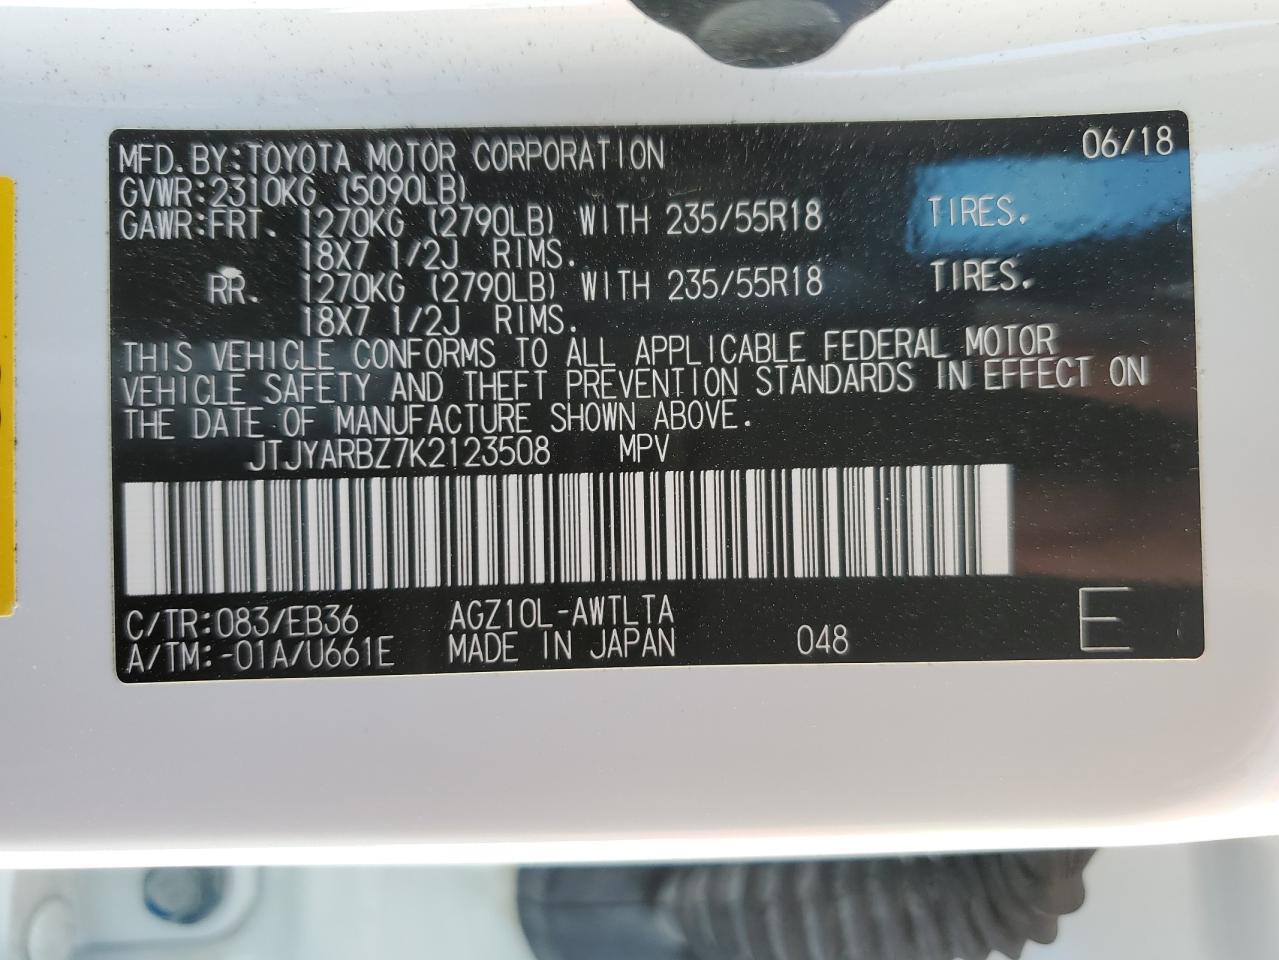 06/18
MFD. BY: TOYOTA MOTOR CORPORATION
GVWR: 2310KG (5090LB)
GAWR: FRT. 1270KG (2790LB) WITH 235/55R18 TIRES.
18X7 1/2J RIMS.
RR. 1270KG (2790LB) WITH 235/55R18 TIRES.
18X7 1/2J RIMS.
THIS VEHICLE CONFORMS TO ALL APPLICABLE FEDERAL MOTOR
VEHICLE SAFETY AND THEFT PREVENTION STANDARDS IN EFFECT ON
THE DATE OF MANUFACTURE SHOWN ABOVE.
JTJYARBZ7K2123508 MPV
C/TR: 083/EB36 AGZ10L-AWTLTA
A/TM: -01A/U661E MADE IN JAPAN 048 E